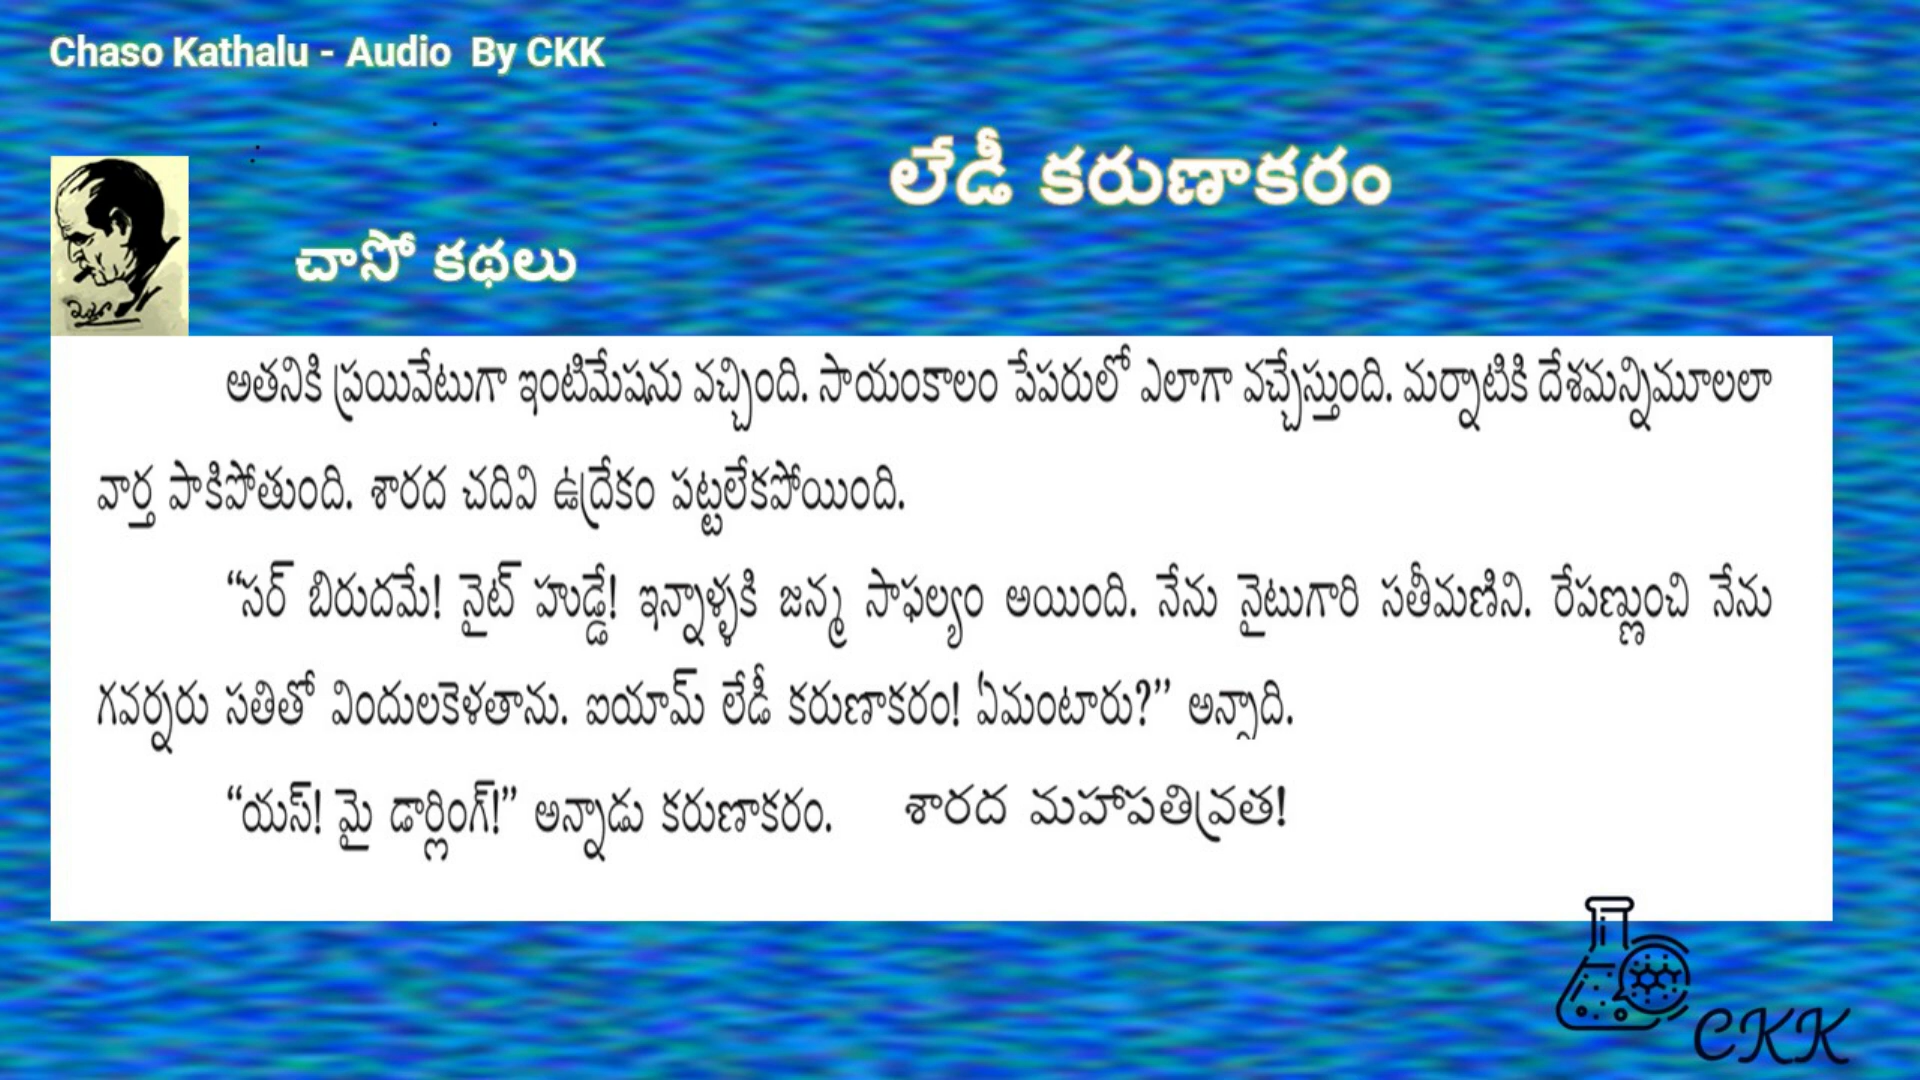 Chaso Kathalu - Audio By CKK
లేడీ కరుణాకరం
చాసో కథలు
అతనికి ప్రయివేటుగా ఇంటిమేషను వచ్చింది. సాయంకాలం పేపరులో ఎలాగా వచ్చేస్తుంది. మర్నాటికి దేశమన్నిమూలలా
వార్త పాకిపోతుంది. శారద చదివి ఉద్రేకం పట్టలేకపోయింది.
“సర్ బిరుదమే! నైట్ హుడ్డే! ఇన్నాళ్ళకి జన్మ సాఫల్యం అయింది. నేను నైటుగారి సతీమణిని. రేపణ్ణుంచి నేను
గవర్నరు సతితో విందులకెళతాను. ఐయామ్ లేడీ కరుణాకరం! ఏమంటారు?” అన్నాది.
“యస్! మై డార్లింగ్!” అన్నాడు కరుణాకరం. శారద మహాపతివ్రత!
CKK